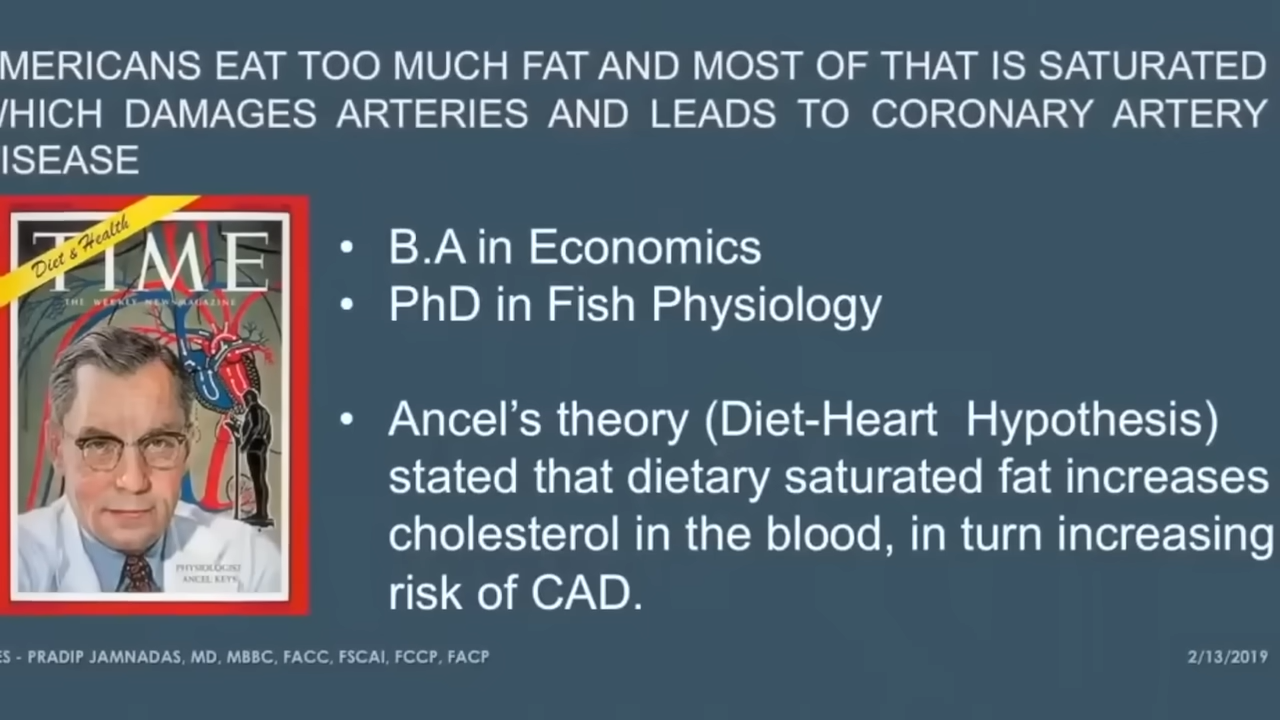 MERICANS EAT TOO MUCH FAT AND MOST OF THAT IS SATURATED
WHICH DAMAGES ARTERIES AND LEADS TO CORONARY ARTERY
ISEASE
Diet & Health
TIME
THE WEEKLY NEWSMAGAZINE
PHYSIOLOGIST
ANCEL KEYS
• B.A in Economics
• PhD in Fish Physiology
• Ancel’s theory (Diet-Heart Hypothesis)
stated that dietary saturated fat increases
cholesterol in the blood, in turn increasing
risk of CAD.
ES - PRADIP JAMNADAS, MD, MBBC, FACC, FSCAI, FCCP, FACP
2/13/2019